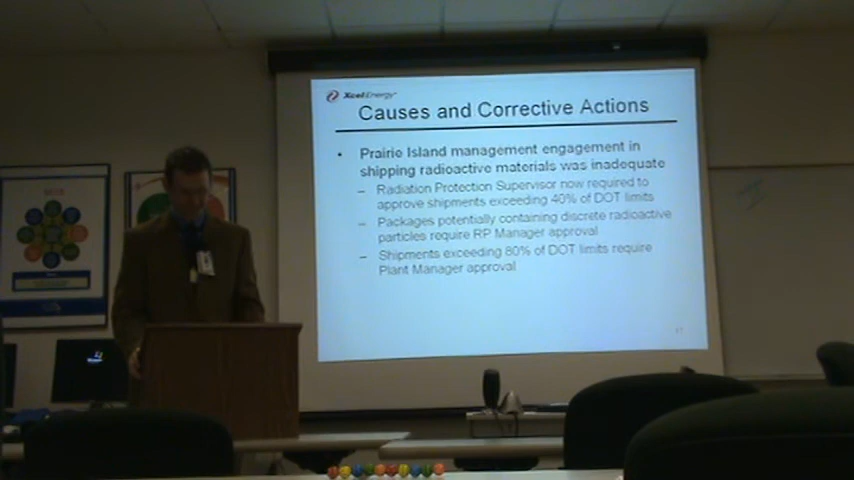 Xcel Energy
Causes and Corrective Actions
• Prairie Island management engagement in
shipping radioactive materials was inadequate
– Radiation Protection Supervisor now required to
approve shipments exceeding 40% of DOT limits
– Packages potentially containing discrete radioactive
particles require RP Manager approval
– Shipments exceeding 80% of DOT limits require
Plant Manager approval